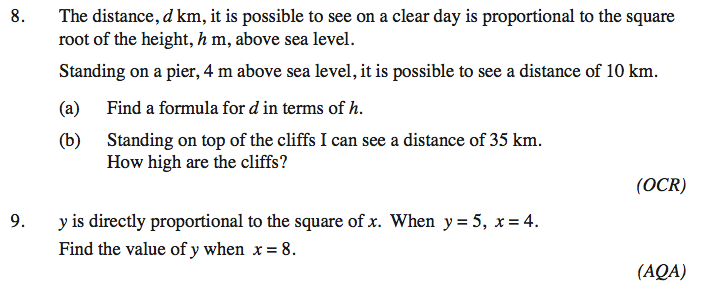 8. The distance, d km, it is possible to see on a clear day is proportional to the square
root of the height, h m, above sea level.
Standing on a pier, 4 m above sea level, it is possible to see a distance of 10 km.
(a) Find a formula for d in terms of h.
(b) Standing on top of the cliffs I can see a distance of 35 km.
How high are the cliffs?
(OCR)
9. y is directly proportional to the square of x. When y = 5, x = 4.
Find the value of y when x = 8.
(AQA)